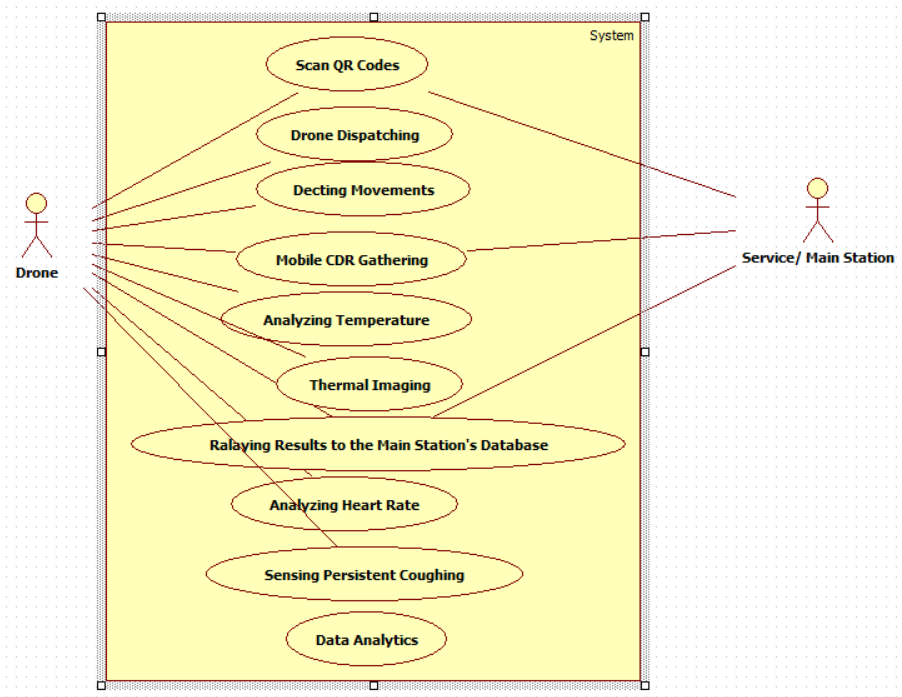 System
Scan QR Codes
Drone Dispatching
Decting Movements
Mobile CDR Gathering
Analyzing Temperature
Thermal Imaging
Ralaying Results to the Main Station's Database
Analyzing Heart Rate
Sensing Persistent Coughing
Data Analytics
Drone
Service/ Main Station